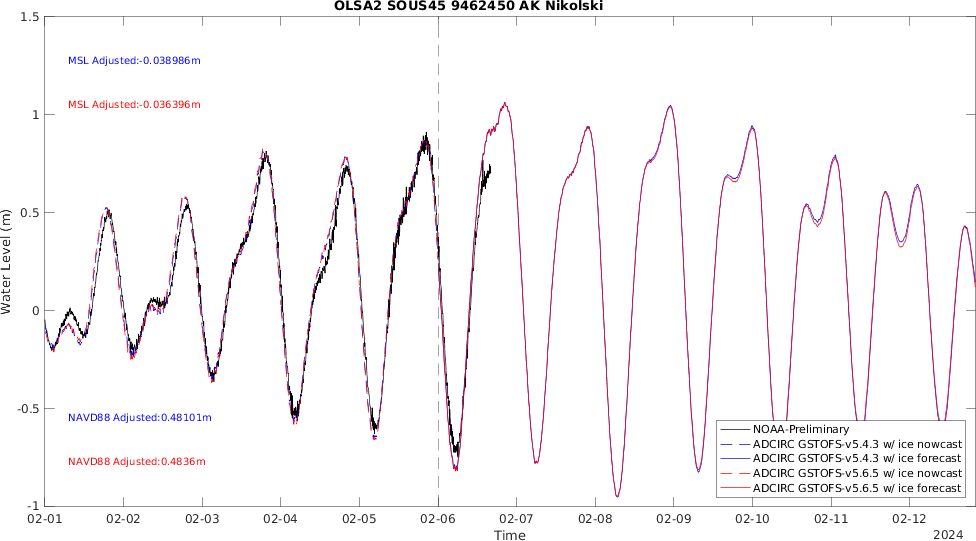 OLSA2 SOUS45 9462450 AK Nikolski
1.5
MSL Adjusted:-0.038986m
MSL Adjusted:-0.036396m
1
0.5
Water Level (m)
0
-0.5
NAVD88 Adjusted:0.48101m
NAVD88 Adjusted:0.4836m
NOAA-Preliminary
ADCIRC GSTOFS-v5.4.3 w/ ice nowcast
ADCIRC GSTOFS-v5.4.3 w/ ice forecast
ADCIRC GSTOFS-v5.6.5 w/ ice nowcast
ADCIRC GSTOFS-v5.6.5 w/ ice forecast
-1
02-01 02-02 02-03 02-04 02-05 02-06 02-07 02-08 02-09 02-10 02-11 02-12
Time
2024